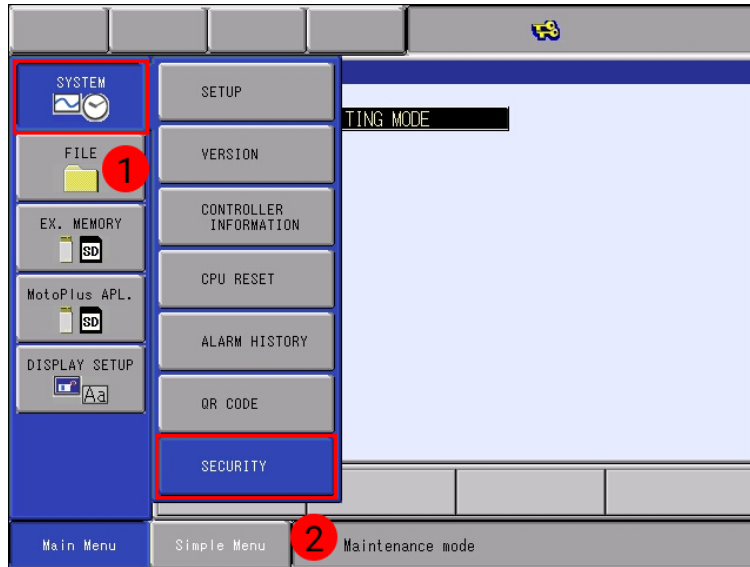 SYSTEM
FILE
1
EX. MEMORY
SD
MotoPlus APL.
SD
DISPLAY SETUP
Aa
SETUP
VERSION
CONTROLLER
INFORMATION
CPU RESET
ALARM HISTORY
QR CODE
SECURITY
TING MODE
Main Menu
Simple Menu
2
Maintenance mode